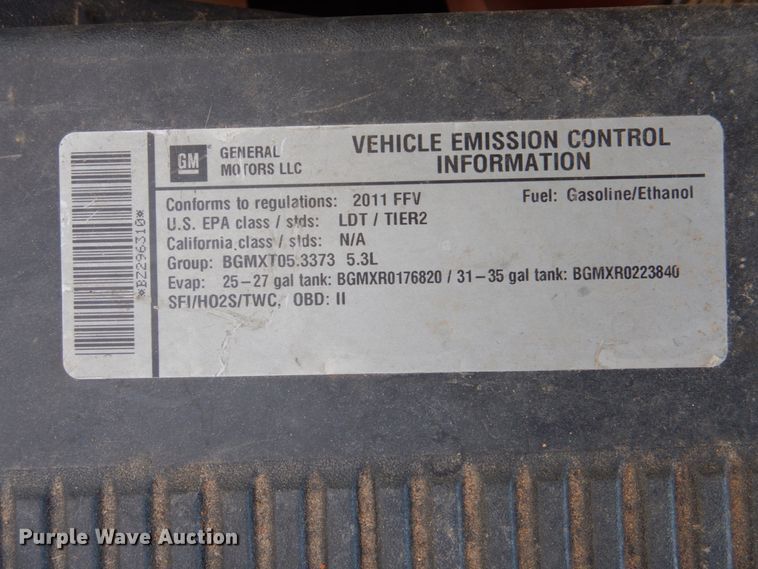 *BZ296310*
GM
GENERAL
MOTORS LLC
VEHICLE EMISSION CONTROL
INFORMATION
Conforms to regulations: 2011 FFV Fuel: Gasoline/Ethanol
U.S. EPA class / stds: LDT / TIER2
California class / stds: N/A
Group: BGMXT05.3373 5.3L
Evap: 25-27 gal tank: BGMXR0176820 / 31-35 gal tank: BGMXR0223840
SFI/HO2S/TWC, OBD: II
Purple Wave Auction